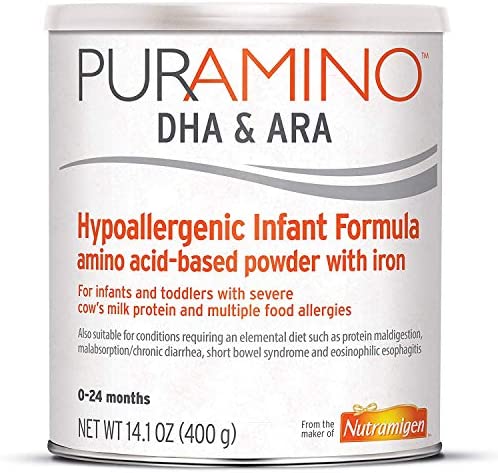 PURAMINO™
DHA & ARA
Hypoallergenic Infant Formula
amino acid-based powder with iron
For infants and toddlers with severe
cow's milk protein and multiple food allergies
Also suitable for conditions requiring an elemental diet such as protein maldigestion,
malabsorption/chronic diarrhea, short bowel syndrome and eosinophilic esophagitis
0-24 months
NET WT 14.1 OZ (400 g)
From the
maker of
Nutramigen